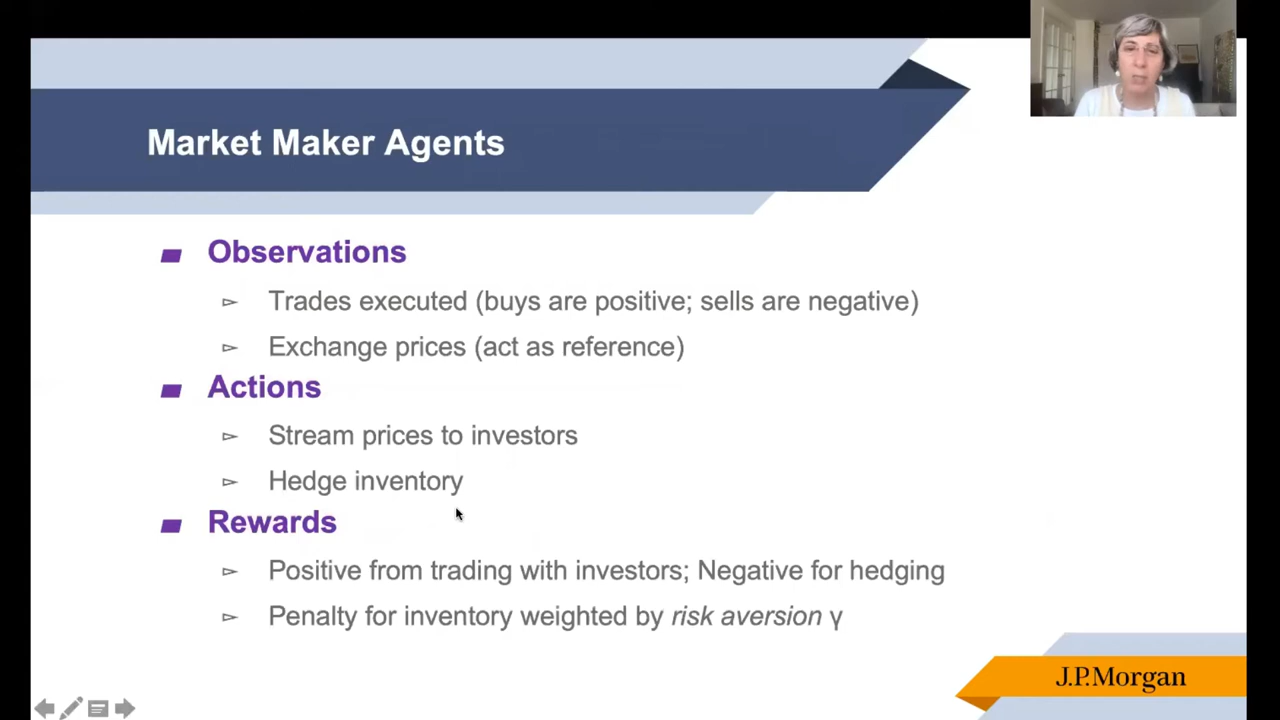 Market Maker Agents
Observations
Trades executed (buys are positive; sells are negative)
Exchange prices (act as reference)
Actions
Stream prices to investors
Hedge inventory
Rewards
Positive from trading with investors; Negative for hedging
Penalty for inventory weighted by risk aversion γ
J.P.Morgan